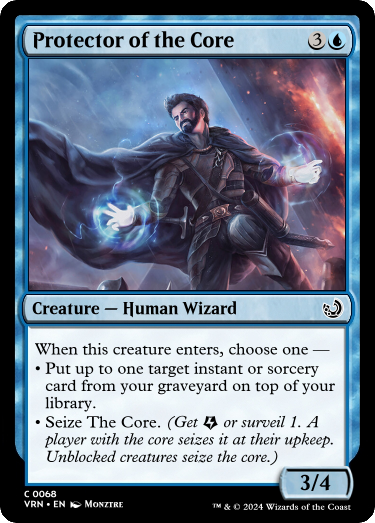 Protector of the Core 3
Creature — Human Wizard
When this creature enters, choose one —
• Put up to one target instant or sorcery
card from your graveyard on top of your
library.
• Seize The Core. (Get or surveil 1. A
player with the core seizes it at their upkeep.
Unblocked creatures seize the core.)
3/4
C 0068
VRN • EN Monztre
™ & © 2024 Wizards of the Coast